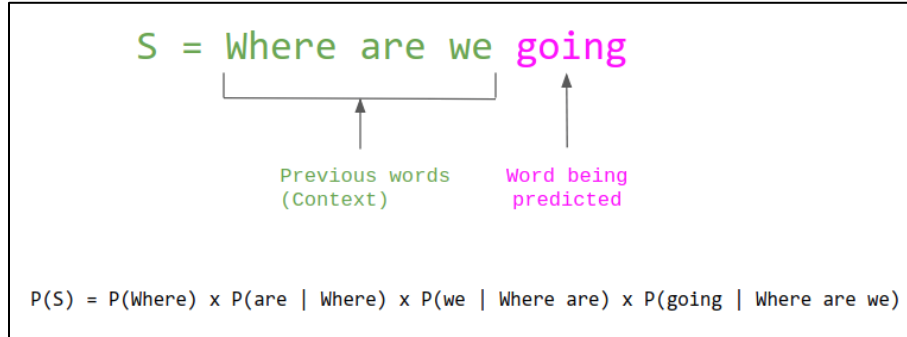 S = Where are we going
Previous words
(Context)
Word being
predicted
P(S) = P(Where) x P(are | Where) x P(we | Where are) x P(going | Where are we)